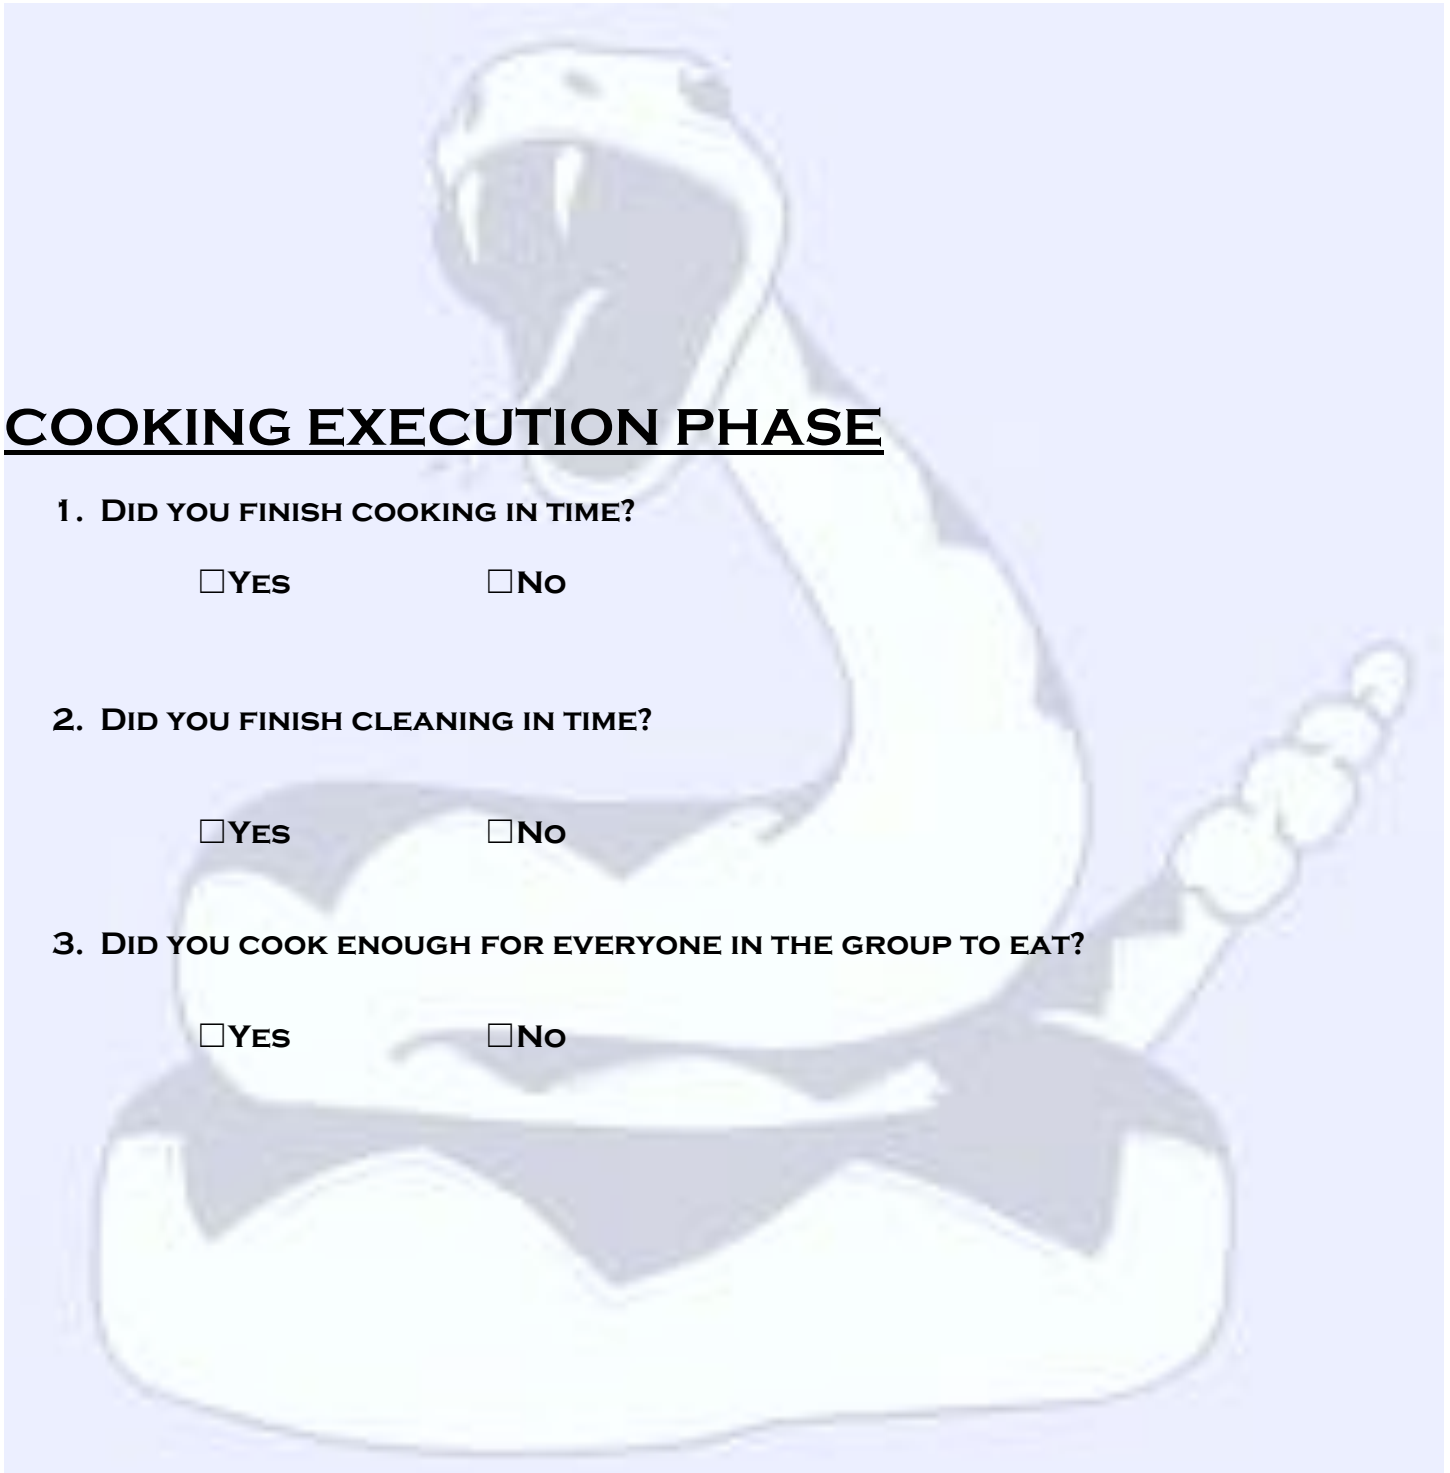 COOKING EXECUTION PHASE
1. DID YOU FINISH COOKING IN TIME?
☐YES ☐NO
2. DID YOU FINISH CLEANING IN TIME?
☐YES ☐NO
3. DID YOU COOK ENOUGH FOR EVERYONE IN THE GROUP TO EAT?
☐YES ☐NO